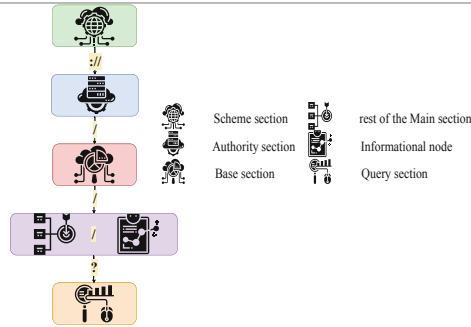 ://
/
/
/
?
Scheme section
rest of the Main section
Authority section
Informational node
Base section
Query section